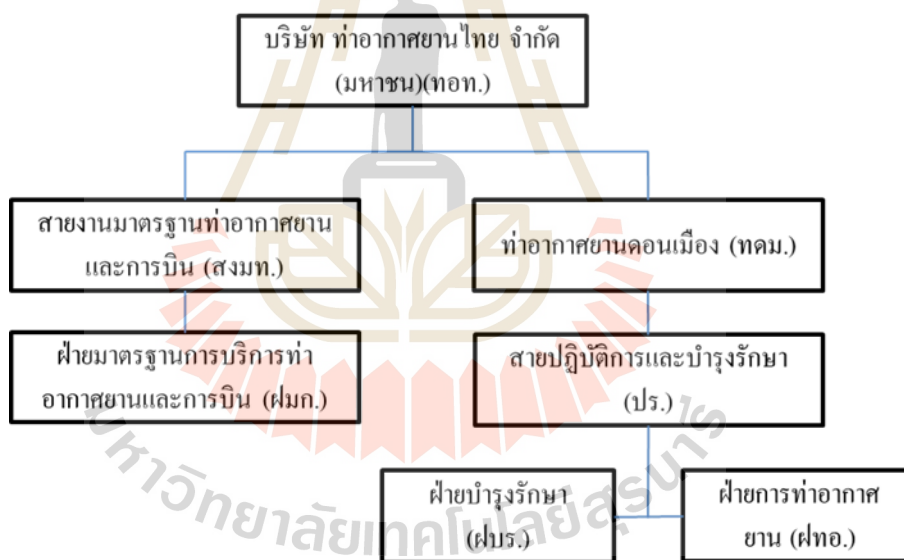 บริษัท ท่าอากาศยานไทย จำกัด
(มหาชน)(ทอท.)
สายงานมาตรฐานท่าอากาศยาน
และการบิน (สงมท.)
ท่าอากาศยานดอนเมือง (ทดม.)
ฝ่ายมาตรฐานการบริการท่า
อากาศยานและการบิน (ฝมก.)
สายปฏิบัติการและบำรุงรักษา
(ปร.)
ฝ่ายบำรุงรักษา
(ฝบร.)
ฝ่ายการท่าอากาศ
ยาน (ฝทอ.)
มหาวิทยาลัยเทคโนโลยีสุรนารี